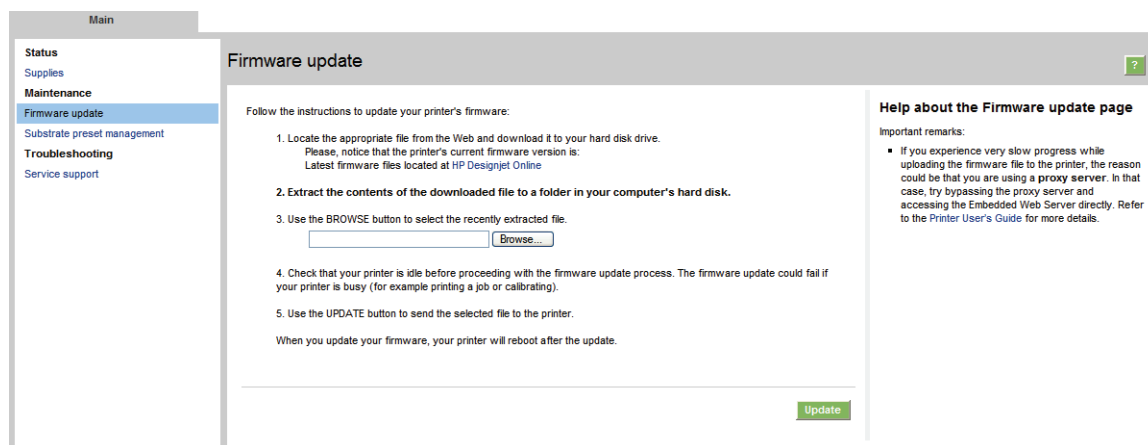 Main
Status
Supplies
Maintenance
Firmware update
Substrate preset management
Troubleshooting
Service support
Firmware update
?
Follow the instructions to update your printer's firmware:
1. Locate the appropriate file from the Web and download it to your hard disk drive.
Please, notice that the printer's current firmware version is:
Latest firmware files located at HP Designjet Online
2. Extract the contents of the downloaded file to a folder in your computer's hard disk.
3. Use the BROWSE button to select the recently extracted file.
Browse...
4. Check that your printer is idle before proceeding with the firmware update process. The firmware update could fail if
your printer is busy (for example printing a job or calibrating).
5. Use the UPDATE button to send the selected file to the printer.
When you update your firmware, your printer will reboot after the update.
Update
Help about the Firmware update page
Important remarks:
If you experience very slow progress while
uploading the firmware file to the printer, the reason
could be that you are using a proxy server. In that
case, try bypassing the proxy server and
accessing the Embedded Web Server directly. Refer
to the Printer User's Guide for more details.